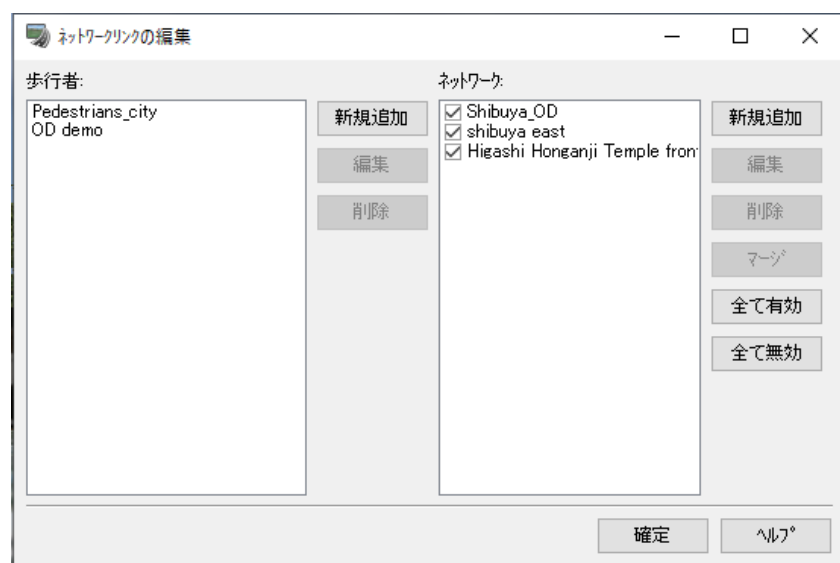 ネットワークリンクの編集
歩行者:
Pedestrians_city
OD demo
新規追加
編集
削除
ネットワーク:
Shibuya_OD
shibuya east
Higashi Honganji Temple fron
新規追加
編集
削除
マージ
全て有効
全て無効
確定
ヘルプ